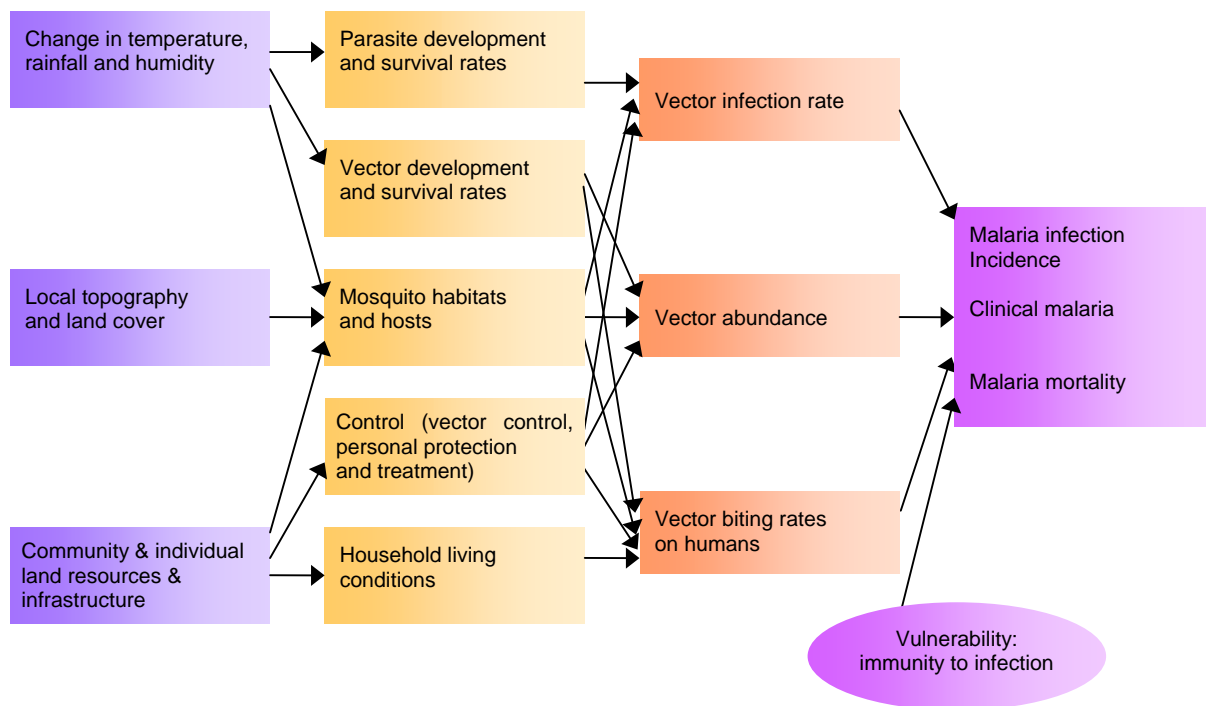 Change in temperature,
rainfall and humidity
Local topography
and land cover
Community & individual
land resources &
infrastructure
Parasite development
and survival rates
Vector development
and survival rates
Mosquito habitats
and hosts
Control (vector control,
personal protection
and treatment)
Household living
conditions
Vector infection rate
Vector abundance
Vector biting rates
on humans
Malaria infection
Incidence
Clinical malaria
Malaria mortality
Vulnerability:
immunity to infection